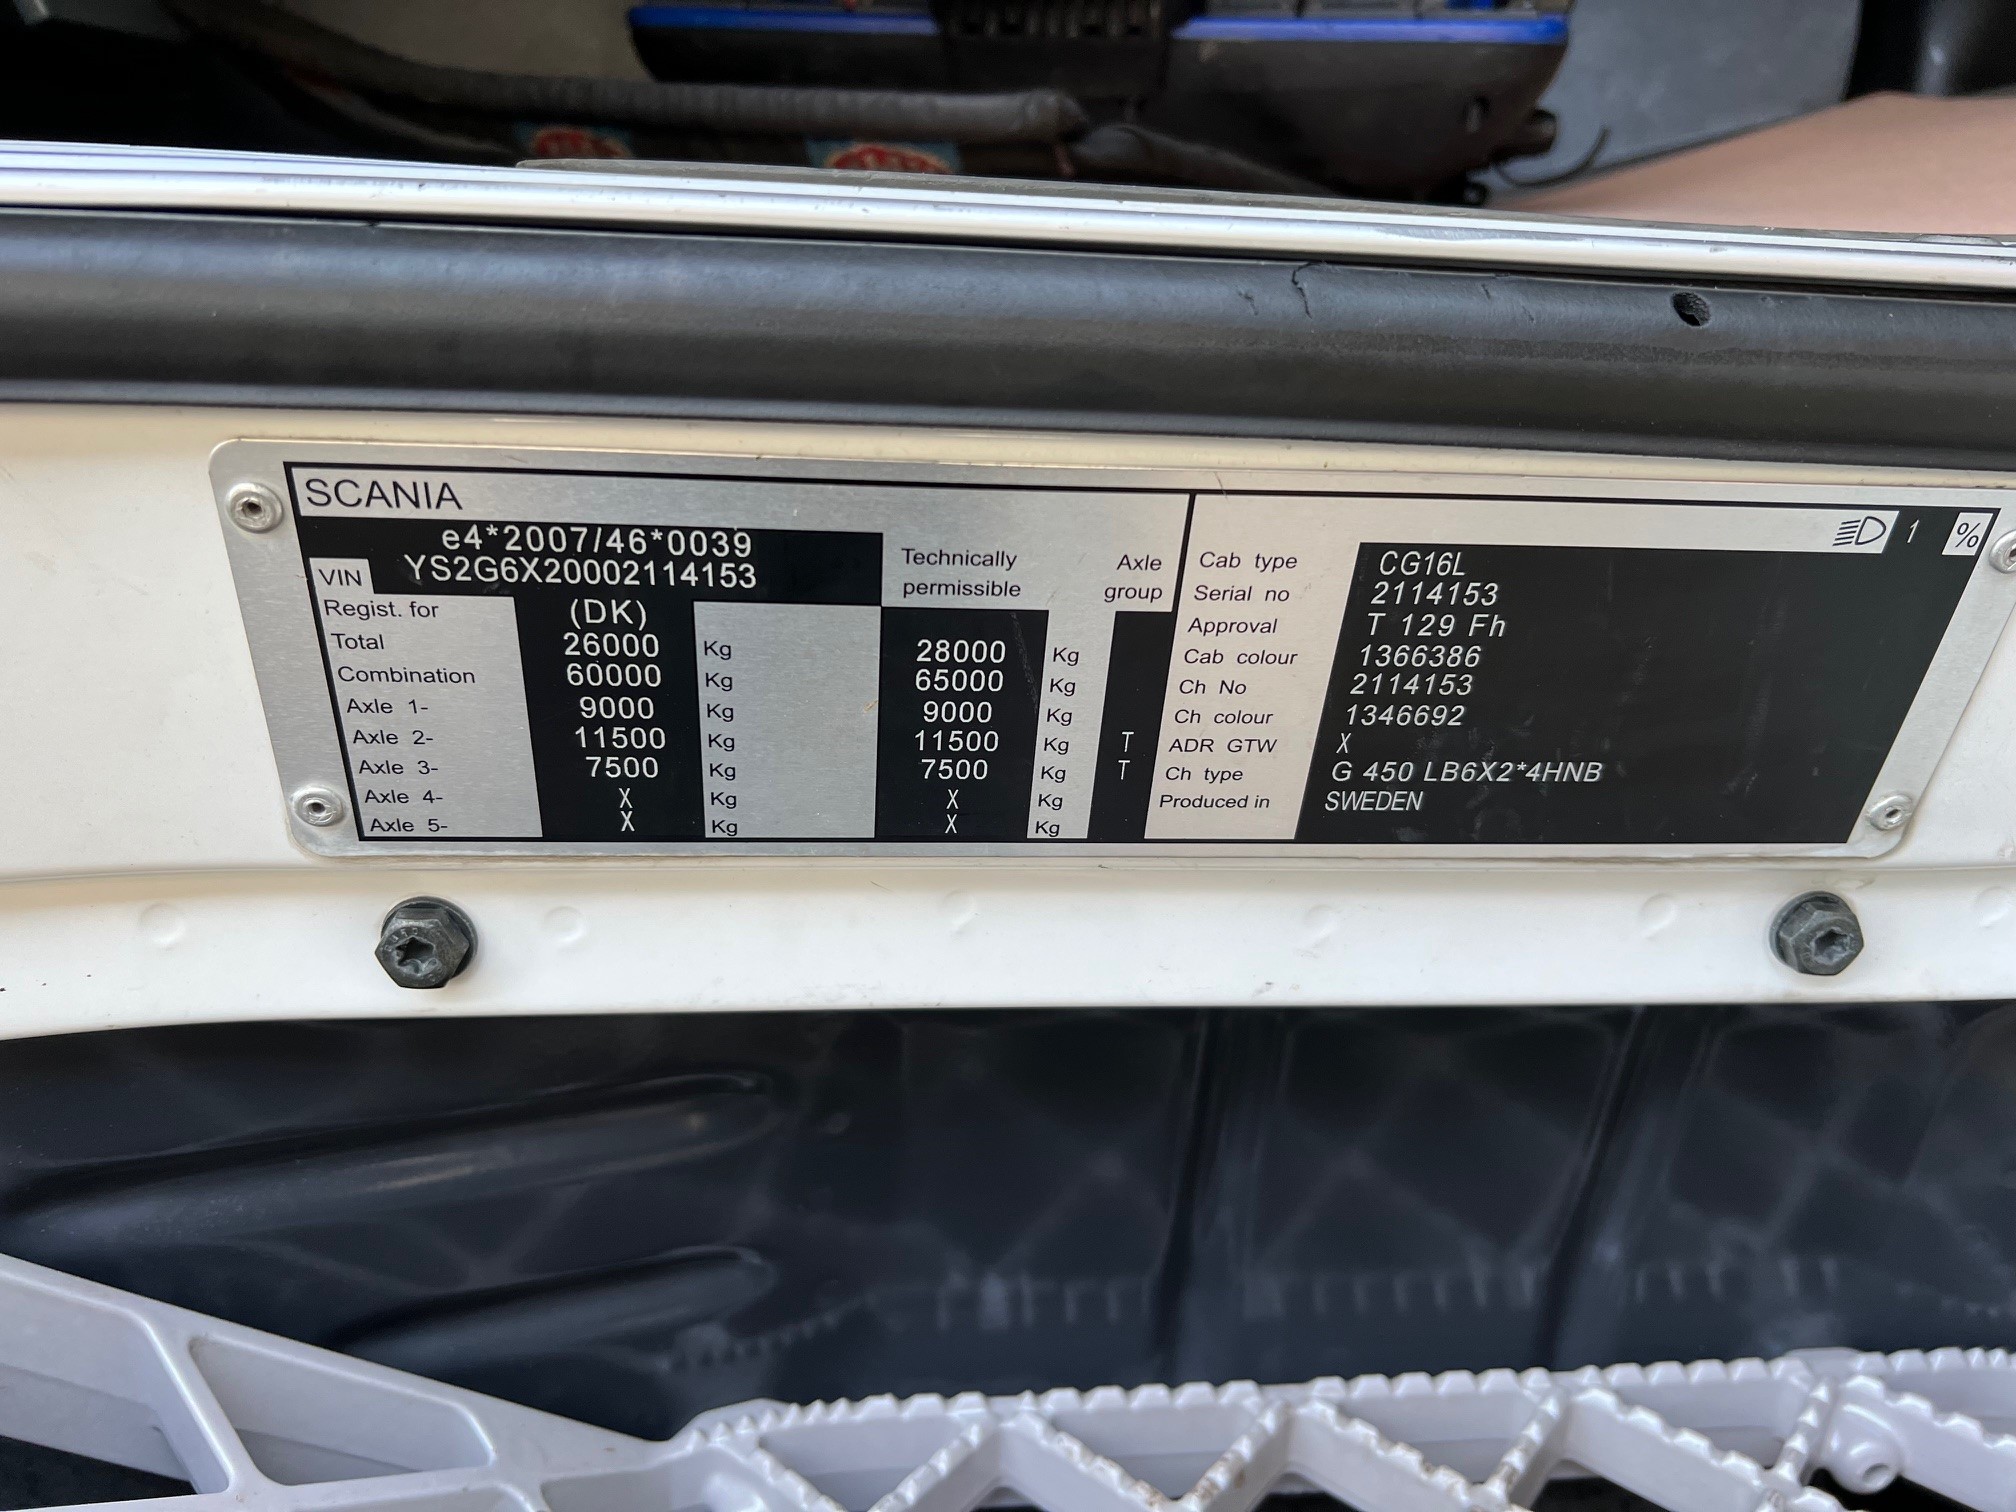 SCANIA
e4*2007/46*0039
VIN YS2G6X20002114153
Technically permissible
Axle group
Regist. for (DK)
Total 26000 Kg 28000 Kg
Combination 60000 Kg 65000 Kg
Axle 1- 9000 Kg 9000 Kg
Axle 2- 11500 Kg 11500 Kg T
Axle 3- 7500 Kg 7500 Kg T
Axle 4- X Kg X Kg
Axle 5- X Kg X Kg
1 %
Cab type CG16L
Serial no 2114153
Approval T 129 Fh
Cab colour 1366386
Ch No 2114153
Ch colour 1346692
ADR GTW X
Ch type G 450 LB6X2*4HNB
Produced in SWEDEN